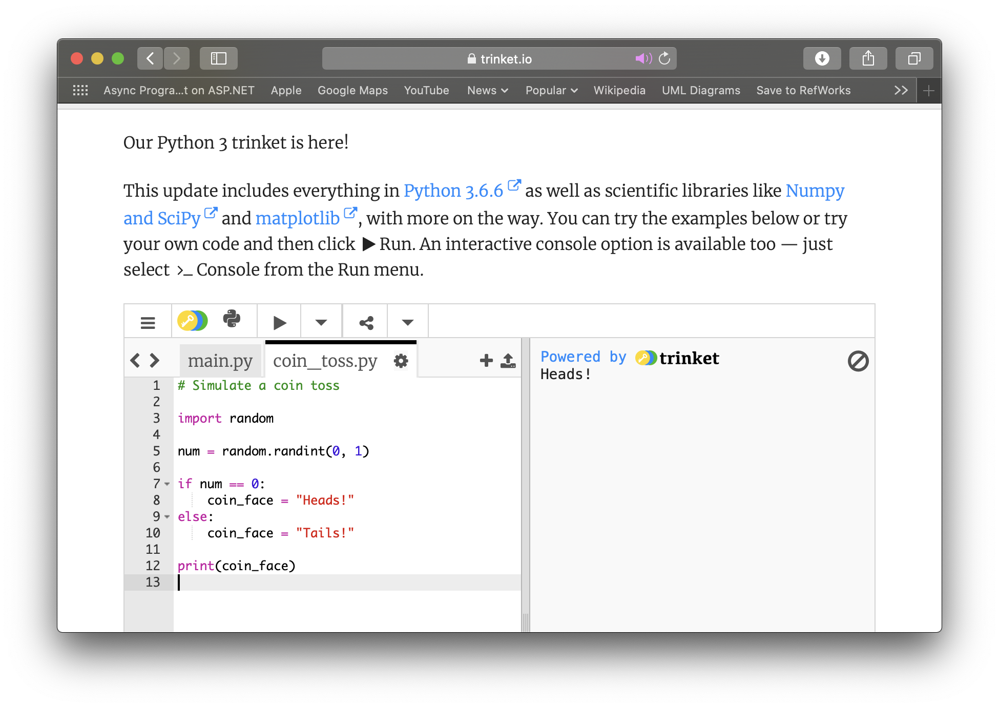 trinket.io
Async Progra...t on ASP.NET Apple Google Maps YouTube News Popular Wikipedia UML Diagrams Save to RefWorks
Our Python 3 trinket is here!
This update includes everything in Python 3.6.6 as well as scientific libraries like Numpy
and SciPy and matplotlib, with more on the way. You can try the examples below or try
your own code and then click ▶ Run. An interactive console option is available too — just
select >_ Console from the Run menu.
main.py coin_toss.py
1 # Simulate a coin toss
2
3 import random
4
5 num = random.randint(0, 1)
6
7 if num == 0:
8     coin_face = "Heads!"
9 else:
10     coin_face = "Tails!"
11
12 print(coin_face)
13
Powered by trinket
Heads!